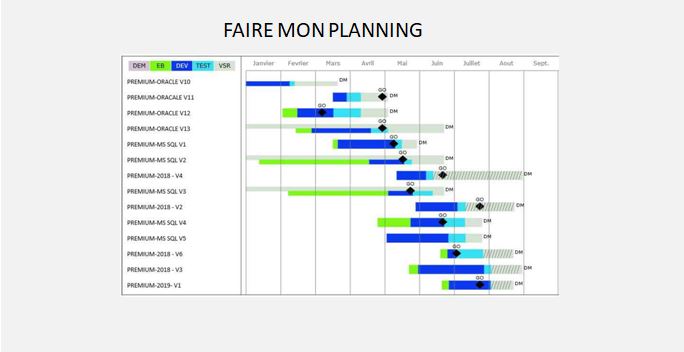 FAIRE MON PLANNING
DEM EB DEV TEST VSR Janvier Fevrier Mars Avril Mai Juin Juillet Aout Sept.
PREMIUM-ORACLE V10 DM
GO
PREMIUM-ORACALE V11 DM
GO
PREMIUM-ORACLE V12 DM
GO
PREMIUM-ORACLE V13 DM
GO
PREMIUM-MS SQL V1 DM
GO
PREMIUM-MS SQL V2 DM
GO
PREMIUM-2018 - V4 DM
GO
PREMIUM-MS SQL V3 DM
GO
PREMIUM-2018 - V2 DM
GO
PREMIUM-MS SQL V4 DM
PREMIUM-MS SQL V5 DM
GO
PREMIUM-2018 - V6 DM
PREMIUM-2018 - V3 DM
GO
PREMIUM-2019- V1 DM